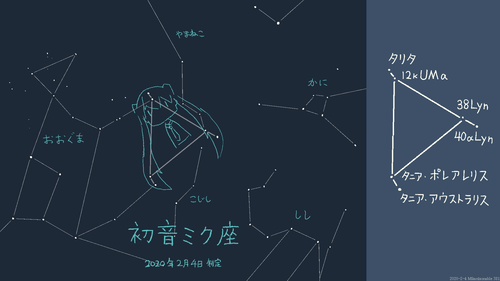 やまねこ
かに
おおぐま
こじし
しし
初音ミク座
2020年2月4日 制定
タリタ
12κUMa
38Lyn
40αLyn
タニア・ボレアレリス
タニア・アウストラリス